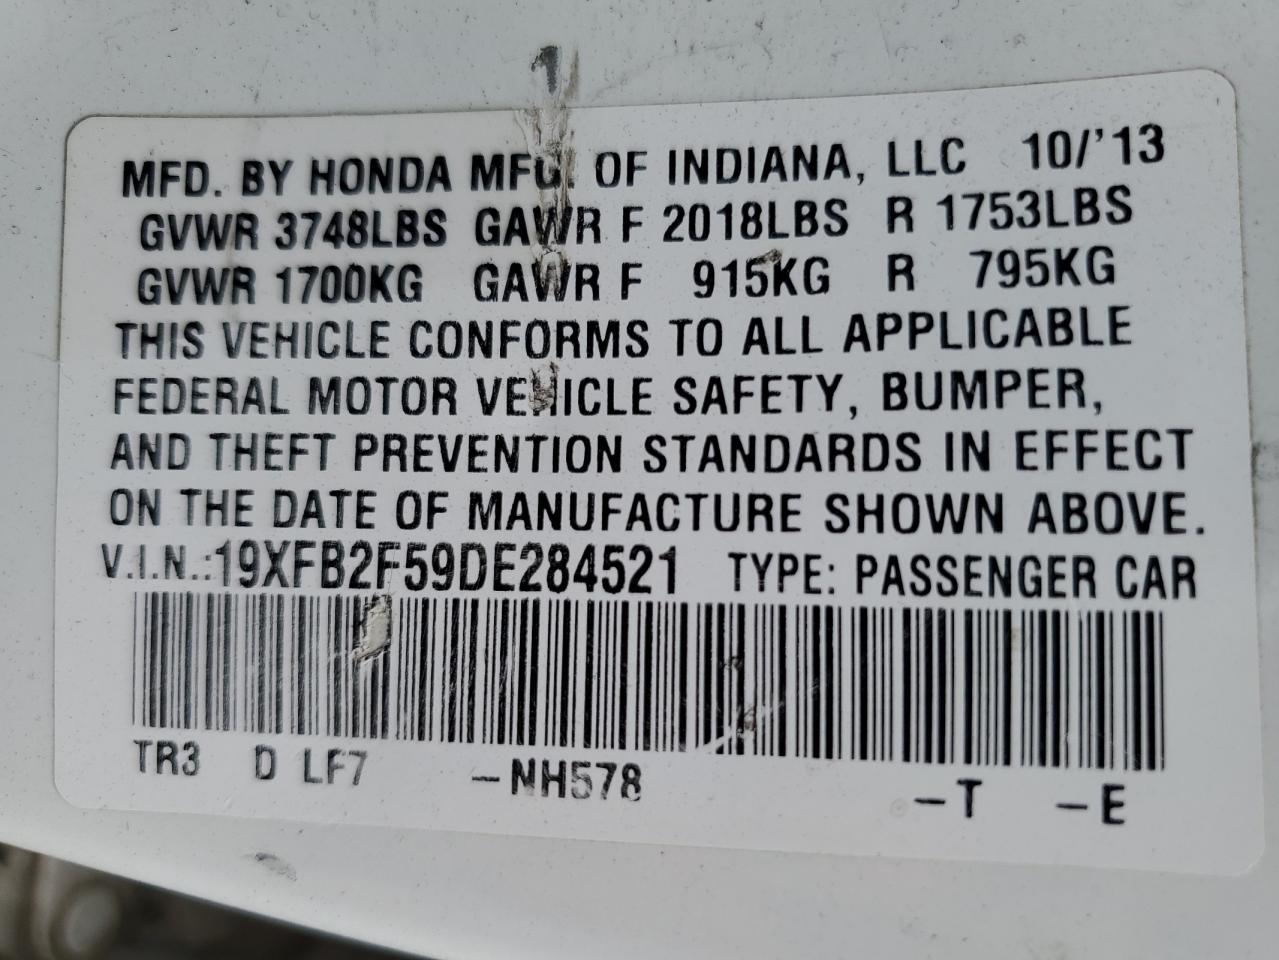 MFD. BY HONDA MFG. OF INDIANA, LLC 10/'13
GVWR 3748LBS GAWR F 2018LBS R 1753LBS
GVWR 1700KG GAWR F 915KG R 795KG
THIS VEHICLE CONFORMS TO ALL APPLICABLE
FEDERAL MOTOR VEHICLE SAFETY, BUMPER,
AND THEFT PREVENTION STANDARDS IN EFFECT
ON THE DATE OF MANUFACTURE SHOWN ABOVE.
V.I.N.:19XFB2F59DE284521 TYPE: PASSENGER CAR
TR3 D LF7 –NH578 –T –E